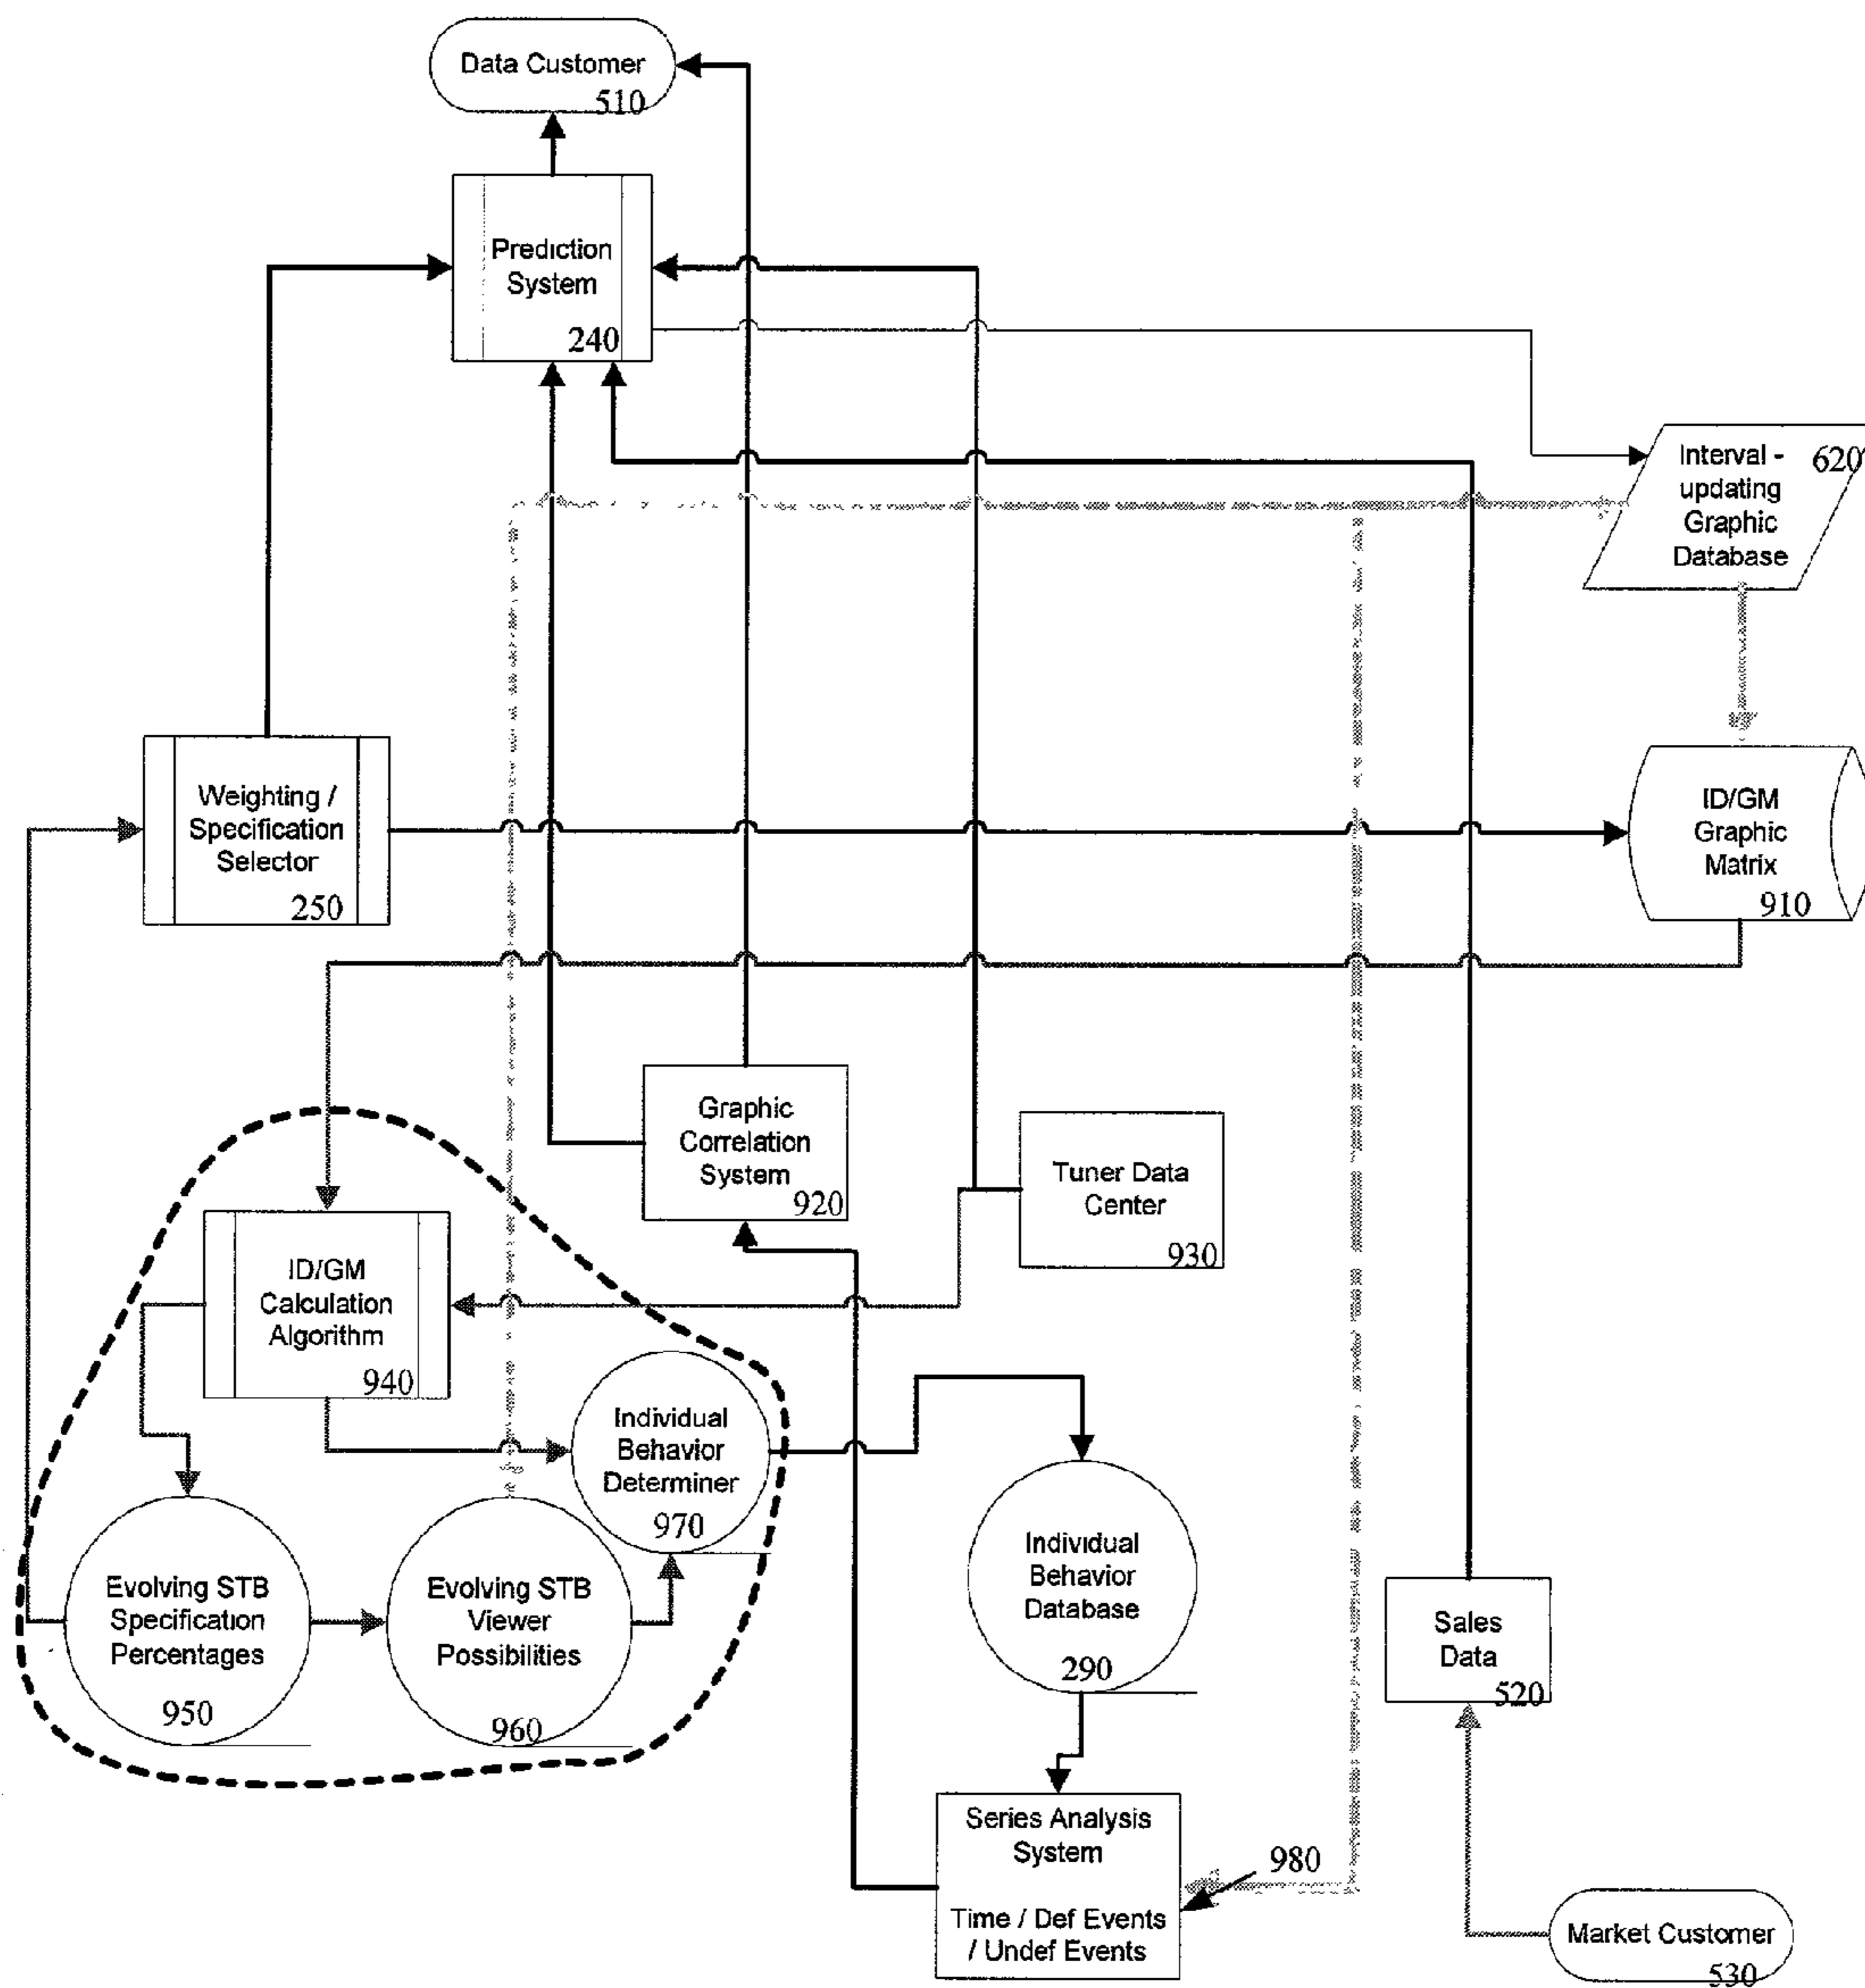 Data Customer
510
Prediction
System
240
Interval -
updating
Graphic
Database
620
Weighting /
Specification
Selector
250
ID/GM
Graphic
Matrix
910
Graphic
Correlation
System
920
Tuner Data
Center
930
ID/GM
Calculation
Algorithm
940
Individual
Behavior
Determiner
970
Evolving STB
Specification
Percentages
950
Evolving STB
Viewer
Possibilities
960
Individual
Behavior
Database
290
Sales
Data
520
Series Analysis
System
Time / Def Events
/ Undef Events
980
Market Customer
530